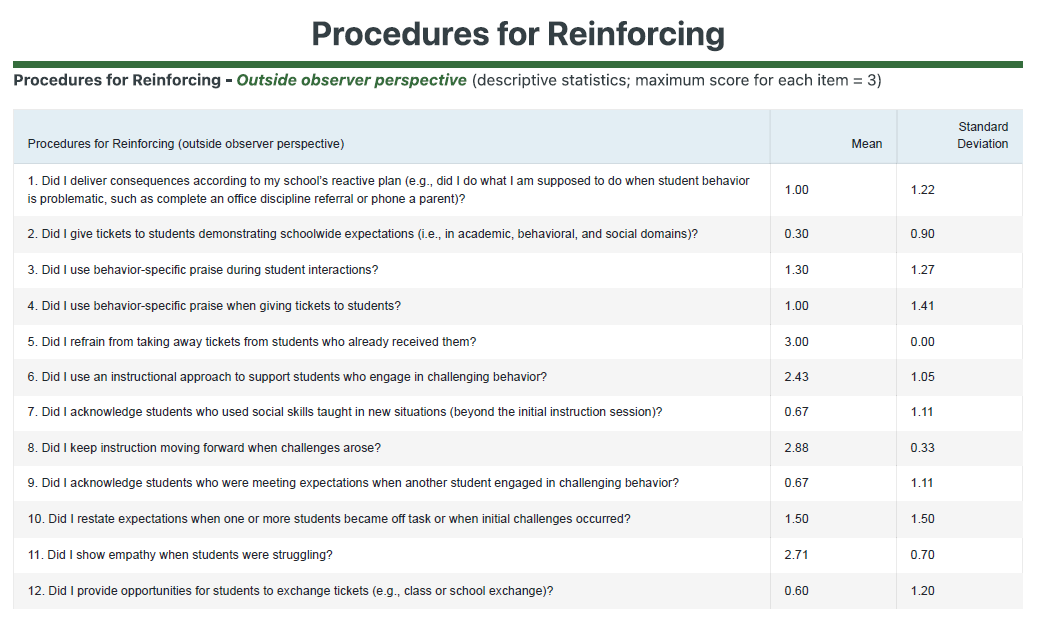 Procedures for Reinforcing
Procedures for Reinforcing - Outside observer perspective (descriptive statistics; maximum score for each item = 3)
Procedures for Reinforcing (outside observer perspective) Mean Standard Deviation
1. Did I deliver consequences according to my school's reactive plan (e.g., did I do what I am supposed to do when student behavior
is problematic, such as complete an office discipline referral or phone a parent)? 1.00 1.22
2. Did I give tickets to students demonstrating schoolwide expectations (i.e., in academic, behavioral, and social domains)? 0.30 0.90
3. Did I use behavior-specific praise during student interactions? 1.30 1.27
4. Did I use behavior-specific praise when giving tickets to students? 1.00 1.41
5. Did I refrain from taking away tickets from students who already received them? 3.00 0.00
6. Did I use an instructional approach to support students who engage in challenging behavior? 2.43 1.05
7. Did I acknowledge students who used social skills taught in new situations (beyond the initial instruction session)? 0.67 1.11
8. Did I keep instruction moving forward when challenges arose? 2.88 0.33
9. Did I acknowledge students who were meeting expectations when another student engaged in challenging behavior? 0.67 1.11
10. Did I restate expectations when one or more students became off task or when initial challenges occurred? 1.50 1.50
11. Did I show empathy when students were struggling? 2.71 0.70
12. Did I provide opportunities for students to exchange tickets (e.g., class or school exchange)? 0.60 1.20